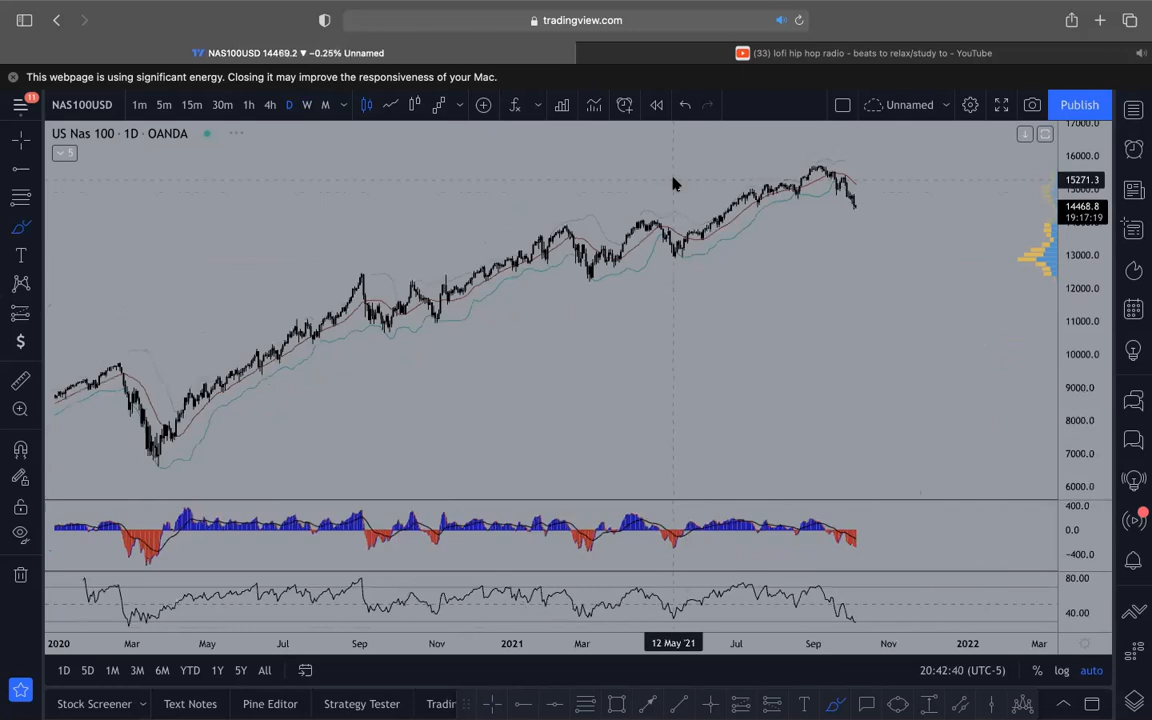 tradingview.com
NAS100USD 14469.2 ▼ −0.25% Unnamed
(33) lofi hip hop radio - beats to relax/study to - YouTube
This webpage is using significant energy. Closing it may improve the responsiveness of your Mac.
11
NAS100USD 1m 5m 15m 30m 1h 4h D W M Unnamed Publish
US Nas 100 · 1D · OANDA
5
17000.0
16000.0
15271.3
15000.0
14468.8
19:17:19
13000.0
12000.0
11000.0
10000.0
9000.0
8000.0
7000.0
6000.0
400.0
0.0
−400.0
80.00
40.00
2020 Mar May Jul Sep Nov 2021 Mar 12 May '21 Jul Sep Nov 2022 Mar
1D 5D 1M 3M 6M YTD 1Y 5Y All 20:42:40 (UTC-5) % log auto
Stock Screener Text Notes Pine Editor Strategy Tester Tradin